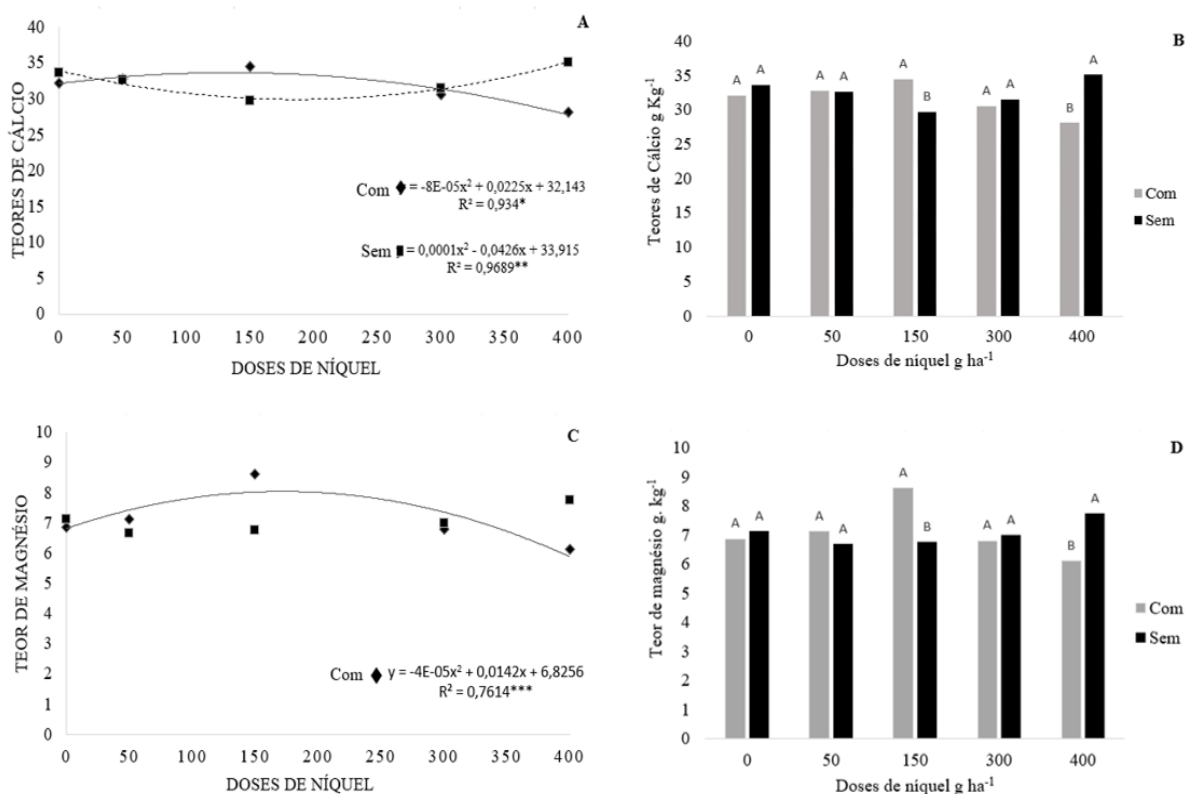 A
TEORES DE CÁLCIO
40
35
30
25
20
15
10
5
0
Com = -8E-05x² + 0,0225x + 32,143
R² = 0,934*
Sem = 0,0001x² - 0,0426x + 33,915
R² = 0,9689**
0 50 100 150 200 250 300 350 400
DOSES DE NÍQUEL
B
Teores de Cálcio g Kg⁻¹
40
35
30
25
20
15
10
5
0
A A A A A B A A B A
Com
Sem
0 50 150 300 400
Doses de níquel g ha⁻¹
C
TEOR DE MAGNÉSIO
10
9
8
7
6
5
4
3
2
1
0
Com y = -4E-05x² + 0,0142x + 6,8256
R² = 0,7614***
0 50 100 150 200 250 300 350 400
DOSES DE NÍQUEL
D
Teor de magnésio g. kg⁻¹
10
9
8
7
6
5
4
3
2
1
0
A A A A A B A A B A
Com
Sem
0 50 150 300 400
Doses de níquel g ha⁻¹